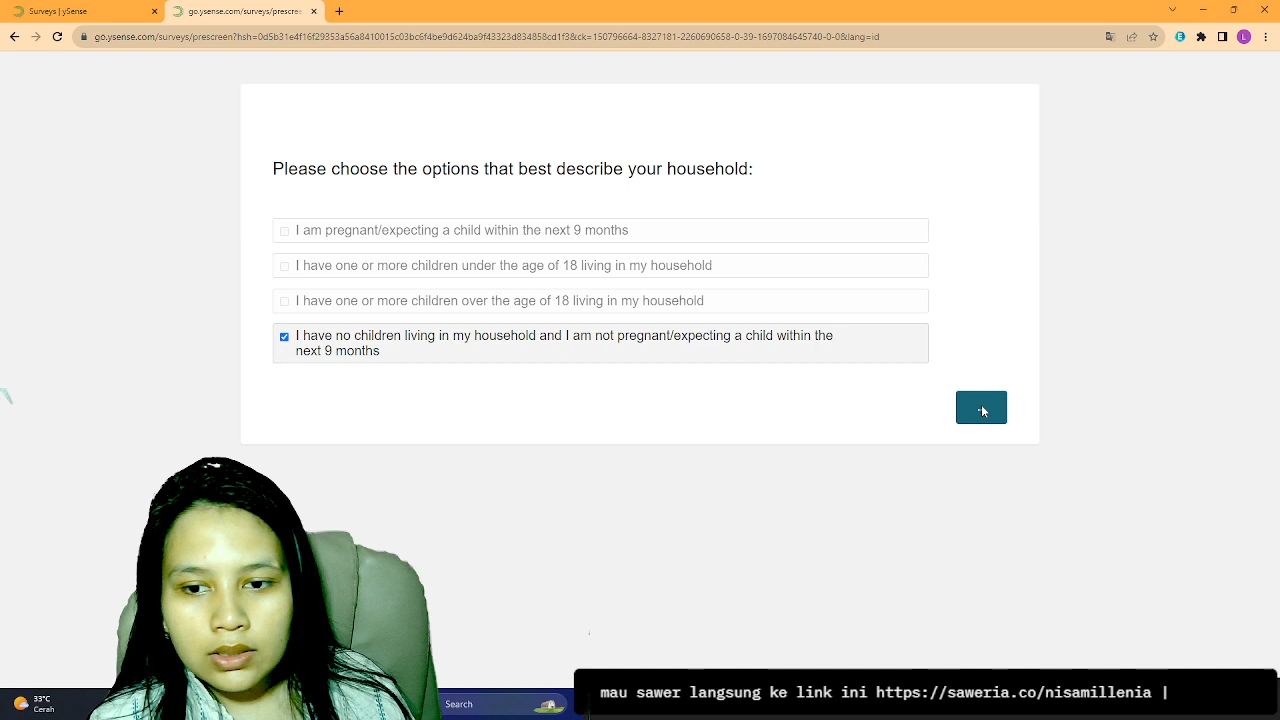 Surveys | ySense
go.ysense.com/surveys/prescree
go.ysense.com/surveys/prescreen?hsh=0d5b31e4f16f29353a56a8410015c03bc6f4be9d624ba9f43323d834858cd1f3&ck=150796664-8327181-2260690658-0-39-1697084645740-0-0&lang=id
E
L
Please choose the options that best describe your household:
I am pregnant/expecting a child within the next 9 months
I have one or more children under the age of 18 living in my household
I have one or more children over the age of 18 living in my household
I have no children living in my household and I am not pregnant/expecting a child within the
next 9 months
mau sawer langsung ke link ini https://saweria.co/nisamillenia |
33°C
Cerah
Search